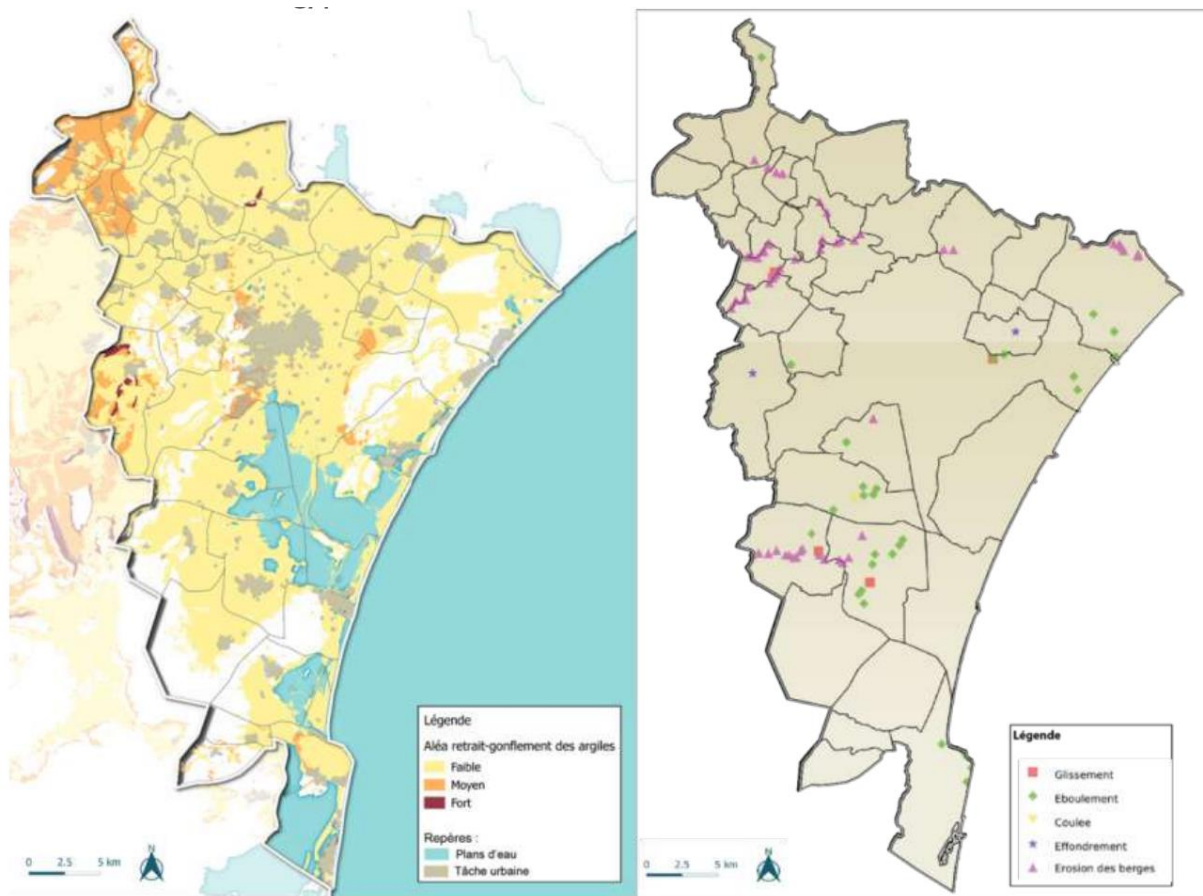 Légende
Aléa retrait-gonflement des argiles
Faible
Moyen
Fort
Repères :
Plans d'eau
Tâche urbaine
0 2.5 5 km
Légende
Glissement
Eboulement
Coulee
Effondrement
Erosion des berges
0 2.5 5 km